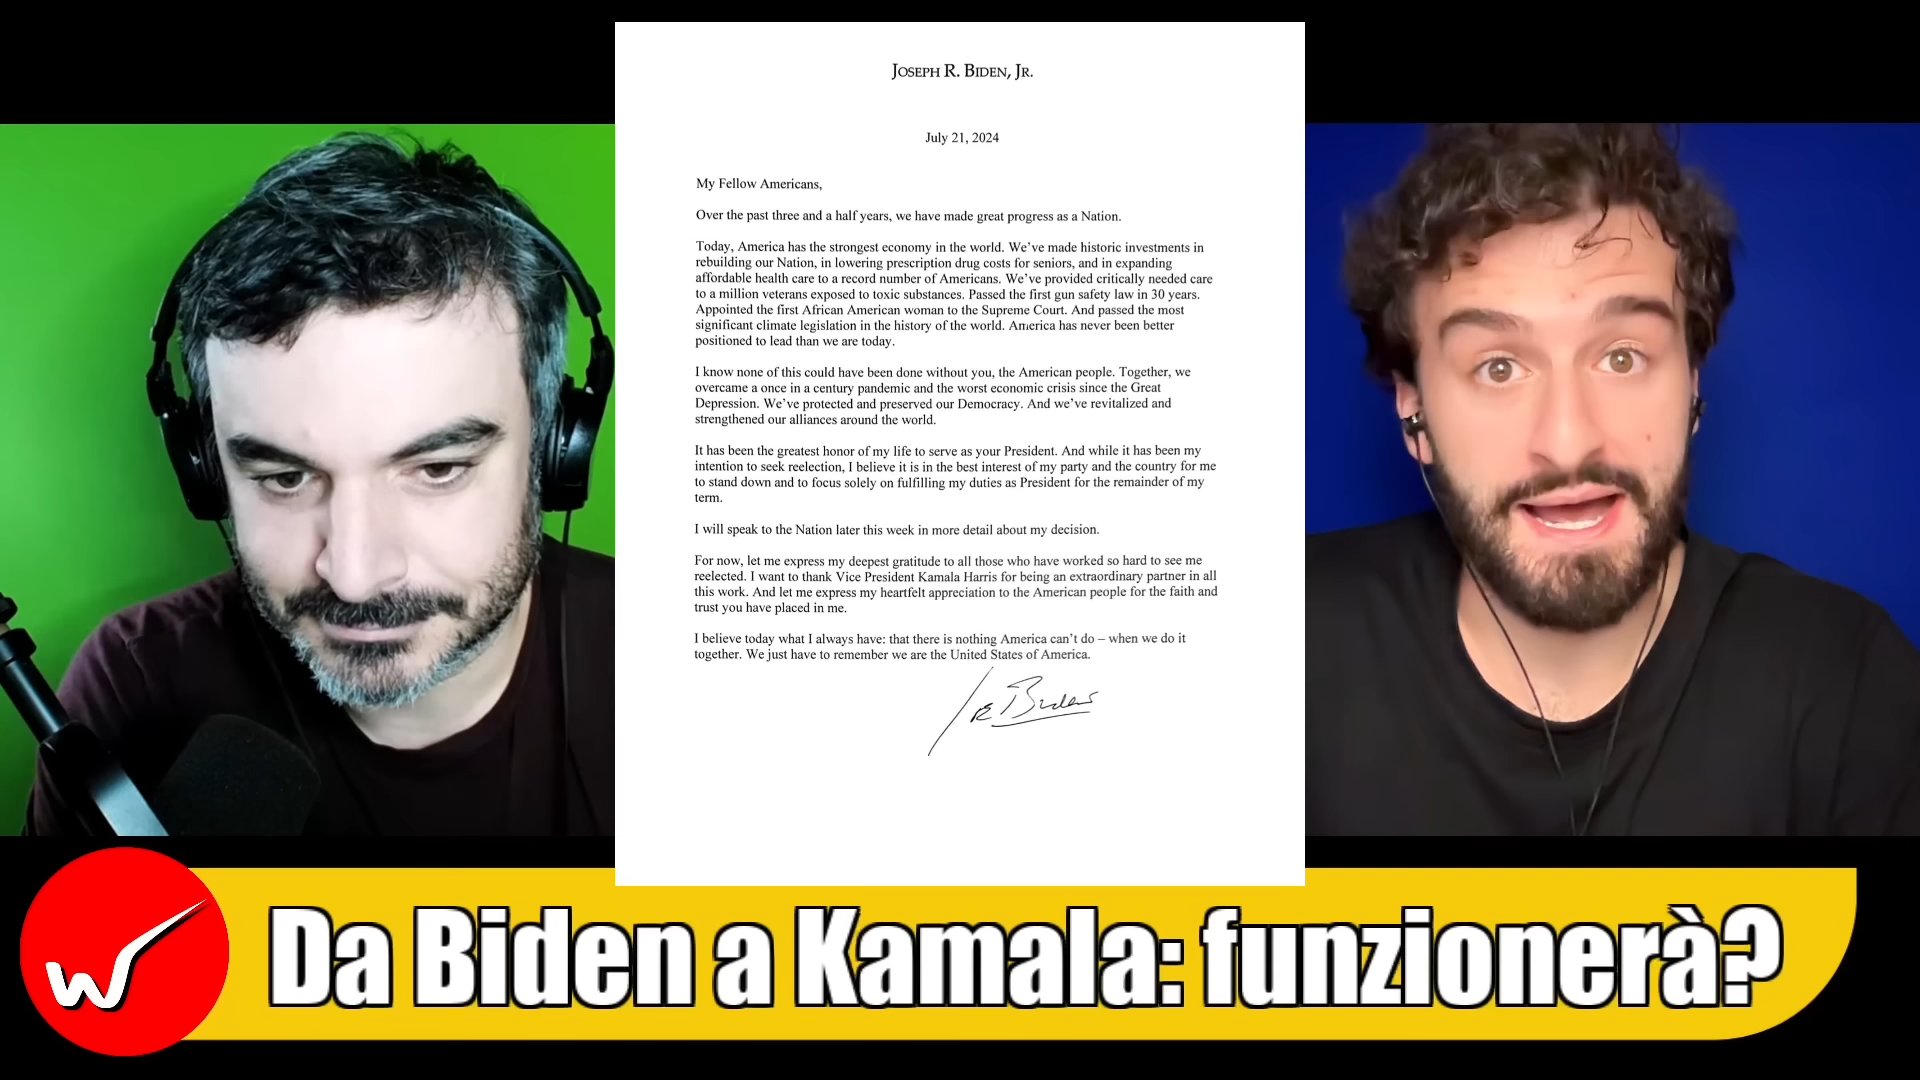 JOSEPH R. BIDEN, JR.
July 21, 2024
My Fellow Americans,
Over the past three and a half years, we have made great progress as a Nation.
Today, America has the strongest economy in the world. We've made historic investments in
rebuilding our Nation, in lowering prescription drug costs for seniors, and in expanding
affordable health care to a record number of Americans. We've provided critically needed care
to a million veterans exposed to toxic substances. Passed the first gun safety law in 30 years.
Appointed the first African American woman to the Supreme Court. And passed the most
significant climate legislation in the history of the world. America has never been better
positioned to lead than we are today.
I know none of this could have been done without you, the American people. Together, we
overcame a once in a century pandemic and the worst economic crisis since the Great
Depression. We've protected and preserved our Democracy. And we've revitalized and
strengthened our alliances around the world.
It has been the greatest honor of my life to serve as your President. And while it has been my
intention to seek reelection, I believe it is in the best interest of my party and the country for me
to stand down and to focus solely on fulfilling my duties as President for the remainder of my
term.
I will speak to the Nation later this week in more detail about my decision.
For now, let me express my deepest gratitude to all those who have worked so hard to see me
reelected. I want to thank Vice President Kamala Harris for being an extraordinary partner in all
this work. And let me express my heartfelt appreciation to the American people for the faith and
trust you have placed in me.
I believe today what I always have: that there is nothing America can't do – when we do it
together. We just have to remember we are the United States of America.
Joe Biden
w
Da Biden a Kamala: funzionerà?